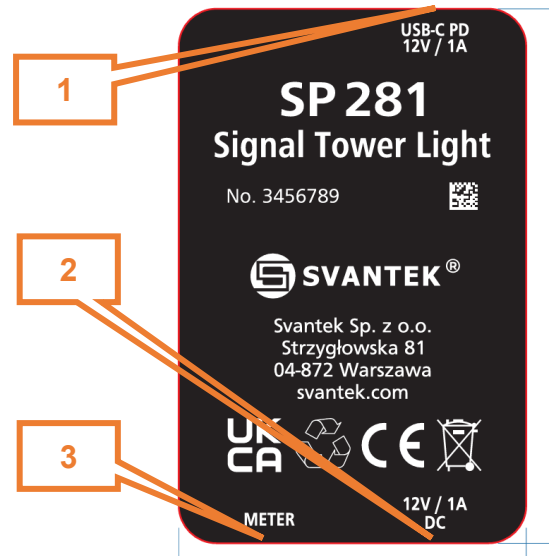 USB-C PD
12V / 1A
1
SP 281
Signal Tower Light
No. 3456789
2
SVANTEK®
Svantek Sp. z o.o.
Strzygłowska 81
04-872 Warszawa
svantek.com
3
UK
CA
CE
METER
12V / 1A
DC